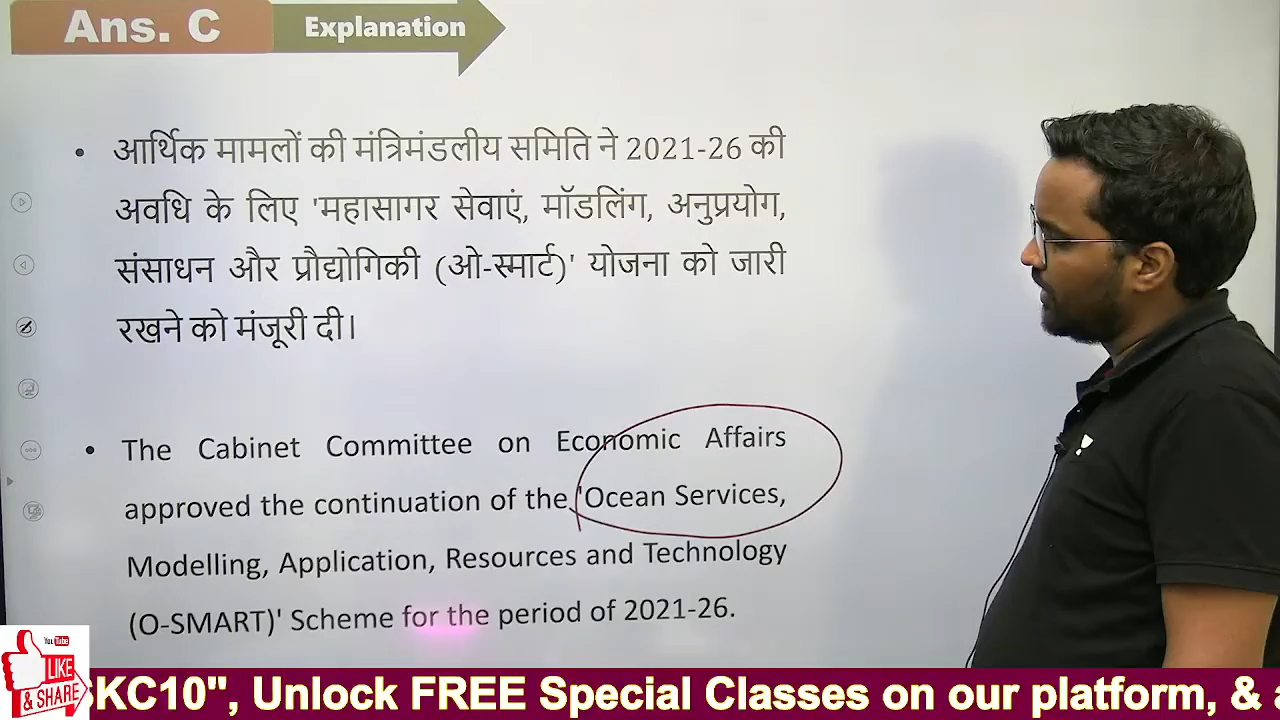 Ans. C
Explanation
• आर्थिक मामलों की मंत्रिमंडलीय समिति ने 2021-26 की
अवधि के लिए 'महासागर सेवाएं, मॉडलिंग, अनुप्रयोग,
संसाधन और प्रौद्योगिकी (ओ-स्मार्ट)' योजना को जारी
रखने को मंजूरी दी।
• The Cabinet Committee on Economic Affairs
approved the continuation of the 'Ocean Services,
Modelling, Application, Resources and Technology
(O-SMART)' Scheme for the period of 2021-26.
You Tube
LIKE
& SHARE
KC10", Unlock FREE Special Classes on our platform, &